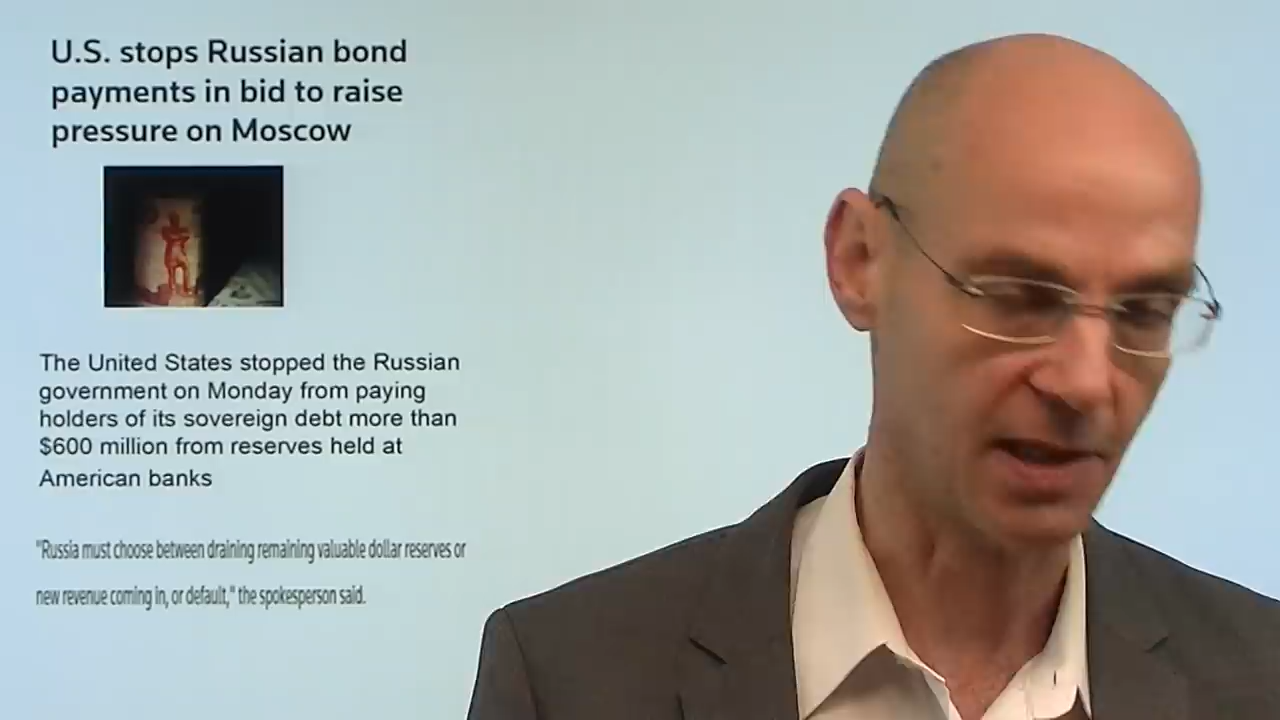 U.S. stops Russian bond
payments in bid to raise
pressure on Moscow
The United States stopped the Russian
government on Monday from paying
holders of its sovereign debt more than
$600 million from reserves held at
American banks
"Russia must choose between draining remaining valuable dollar reserves or
new revenue coming in, or default," the spokesperson said.